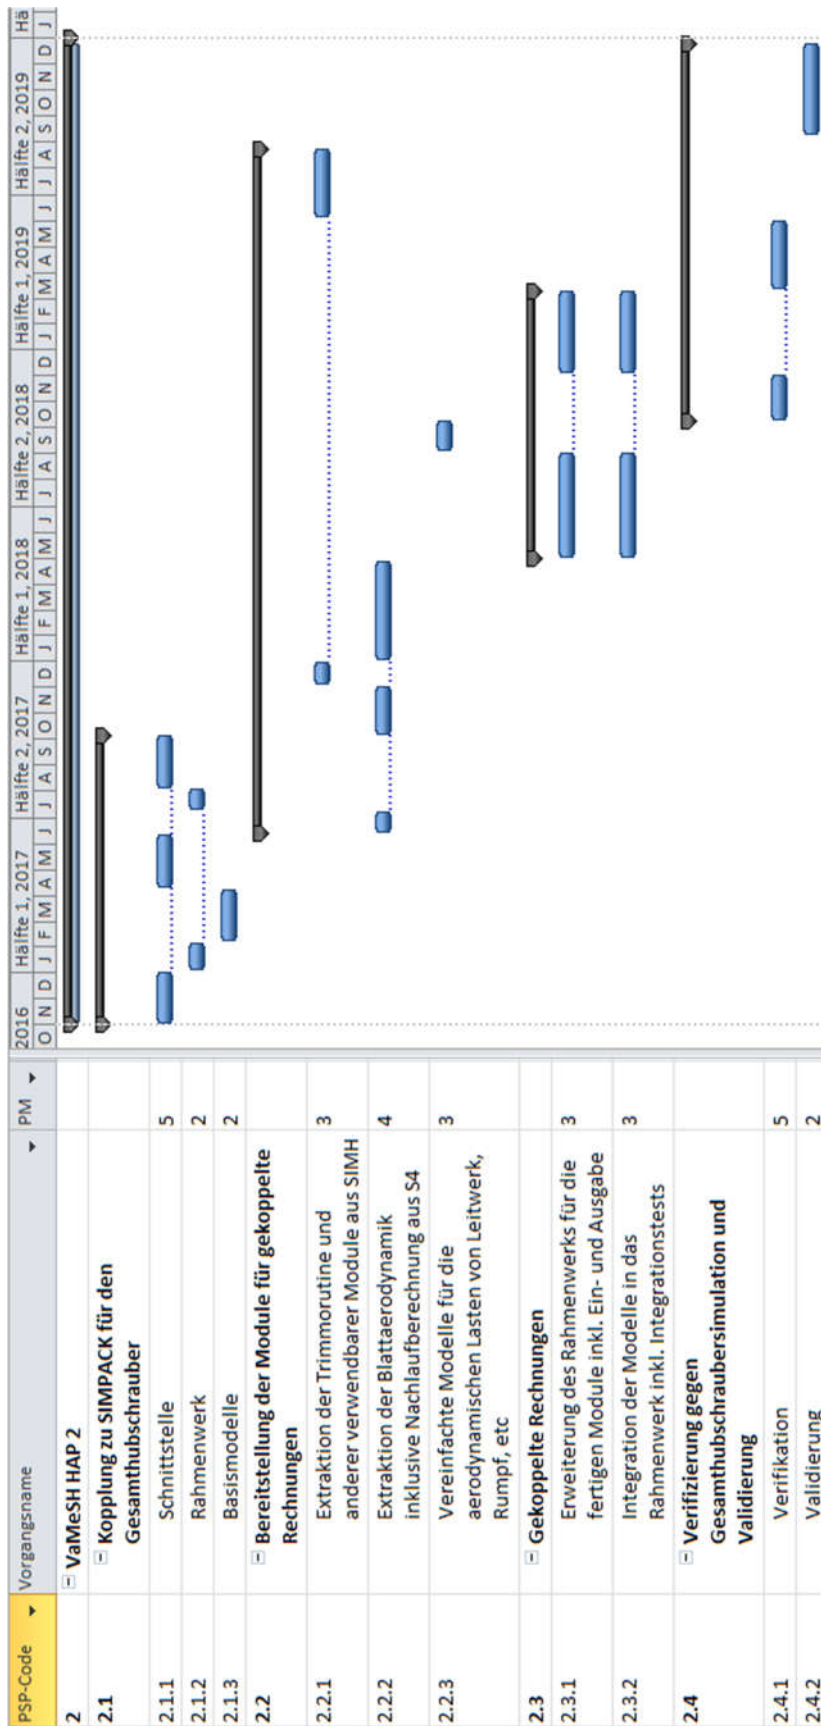 PSP-Code Vorgangsname PM 2016 Hälfte 1, 2017 Hälfte 2, 2017 Hälfte 1, 2018 Hälfte 2, 2018 Hälfte 1, 2019 Hälfte 2, 2019 Hä
O N D J F M A M J J A S O N D J F M A M J J A S O N D J F M A M J J A S O N D J
2 VaMeSH HAP 2
2.1 Kopplung zu SIMPACK für den
Gesamthubschrauber
2.1.1 Schnittstelle 5
2.1.2 Rahmenwerk 2
2.1.3 Basismodelle 2
2.2 Bereitstellung der Module für gekoppelte
Rechnungen
2.2.1 Extraktion der Trimmroutine und 3
anderer verwendbarer Module aus SIMH
2.2.2 Extraktion der Blattaerodynamik 4
inklusive Nachlaufberechnung aus S4
2.2.3 Vereinfachte Modelle für die 3
aerodynamischen Lasten von Leitwerk,
Rumpf, etc
2.3 Gekoppelte Rechnungen
2.3.1 Erweiterung des Rahmenwerks für die 3
fertigen Module inkl. Ein- und Ausgabe
2.3.2 Integration der Modelle in das 3
Rahmenwerk inkl. Integrationstests
2.4 Verifizierung gegen
Gesamthubschraubersimulation und
Validierung
2.4.1 Verifikation 5
2.4.2 Validierung 2